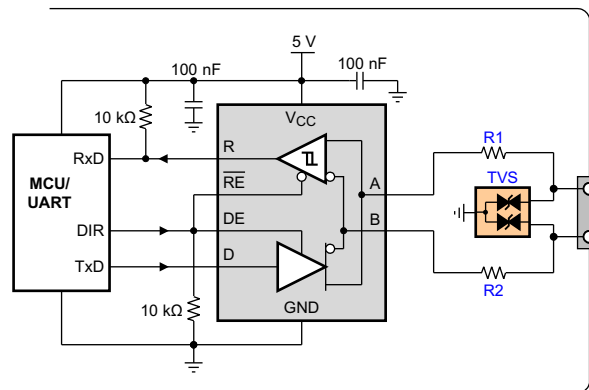 5 V
100 nF
100 nF
10 kΩ
VCC
R1
RxD
R
TVS
MCU/
UART
RE
A
DIR
DE
B
TxD
D
10 kΩ
GND
R2